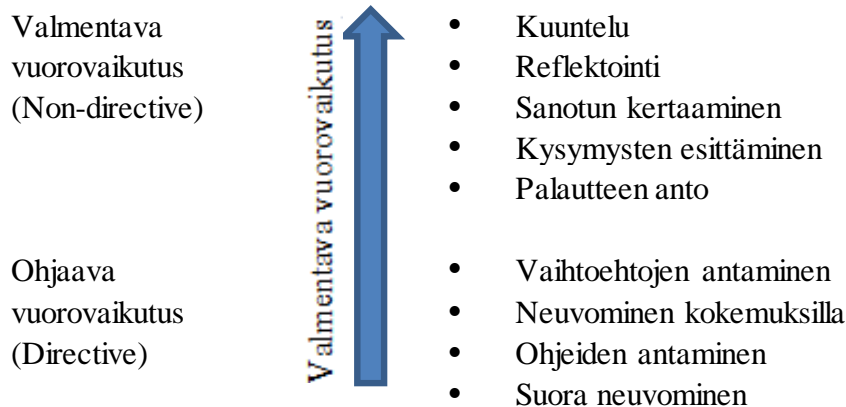 Valmentava
vuorovaikutus
(Non-directive)
Valmentava vuorovaikutus
• Kuuntelu
• Reflektointi
• Sanotun kertaaminen
• Kysymysten esittäminen
• Palautteen anto
Ohjaava
vuorovaikutus
(Directive)
• Vaihtoehtojen antaminen
• Neuvominen kokemuksilla
• Ohjeiden antaminen
• Suora neuvominen